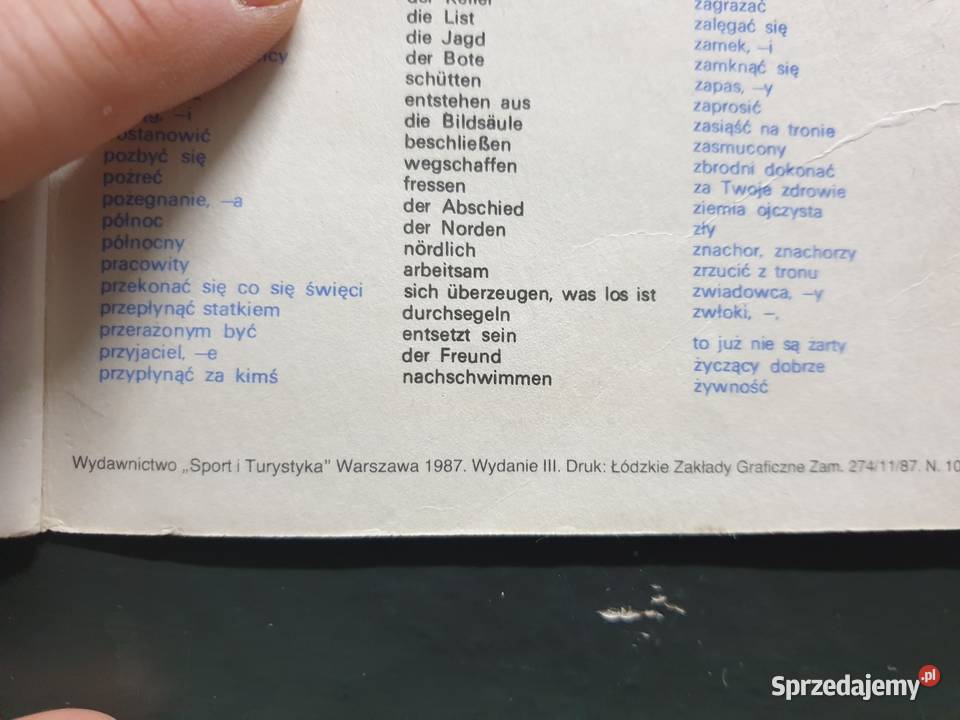 der Keller
die List
die Jagd
der Bote
schütten
entstehen aus
die Bildsäule
beschließen
wegschaffen
fressen
der Abschied
der Norden
nördlich
arbeitsam
sich überzeugen, was los ist
durchsegeln
entsetzt sein
der Freund
nachschwimmen
–i
postanowić
pozbyć się
pożreć
pożegnanie, –a
północ
północny
pracowity
przekonać się co się święci
przepłynąć statkiem
przerażonym być
przyjaciel, –e
przypłynąć za kimś
zagrażać
zalęgać się
zamek, –i
zamknąć się
zapas, –y
zaprosić
zasiąść na tronie
zasmucony
zbrodni dokonać
za Twoje zdrowie
ziemia ojczysta
zły
znachor, znachorzy
zrzucić z tronu
zwiadowca, –y
zwłoki, –,
to już nie są żarty
życzący dobrze
żywność
Wydawnictwo „Sport i Turystyka” Warszawa 1987. Wydanie III. Druk: Łódzkie Zakłady Graficzne Zam. 274/11/87. N. 10
Sprzedajemy.pl